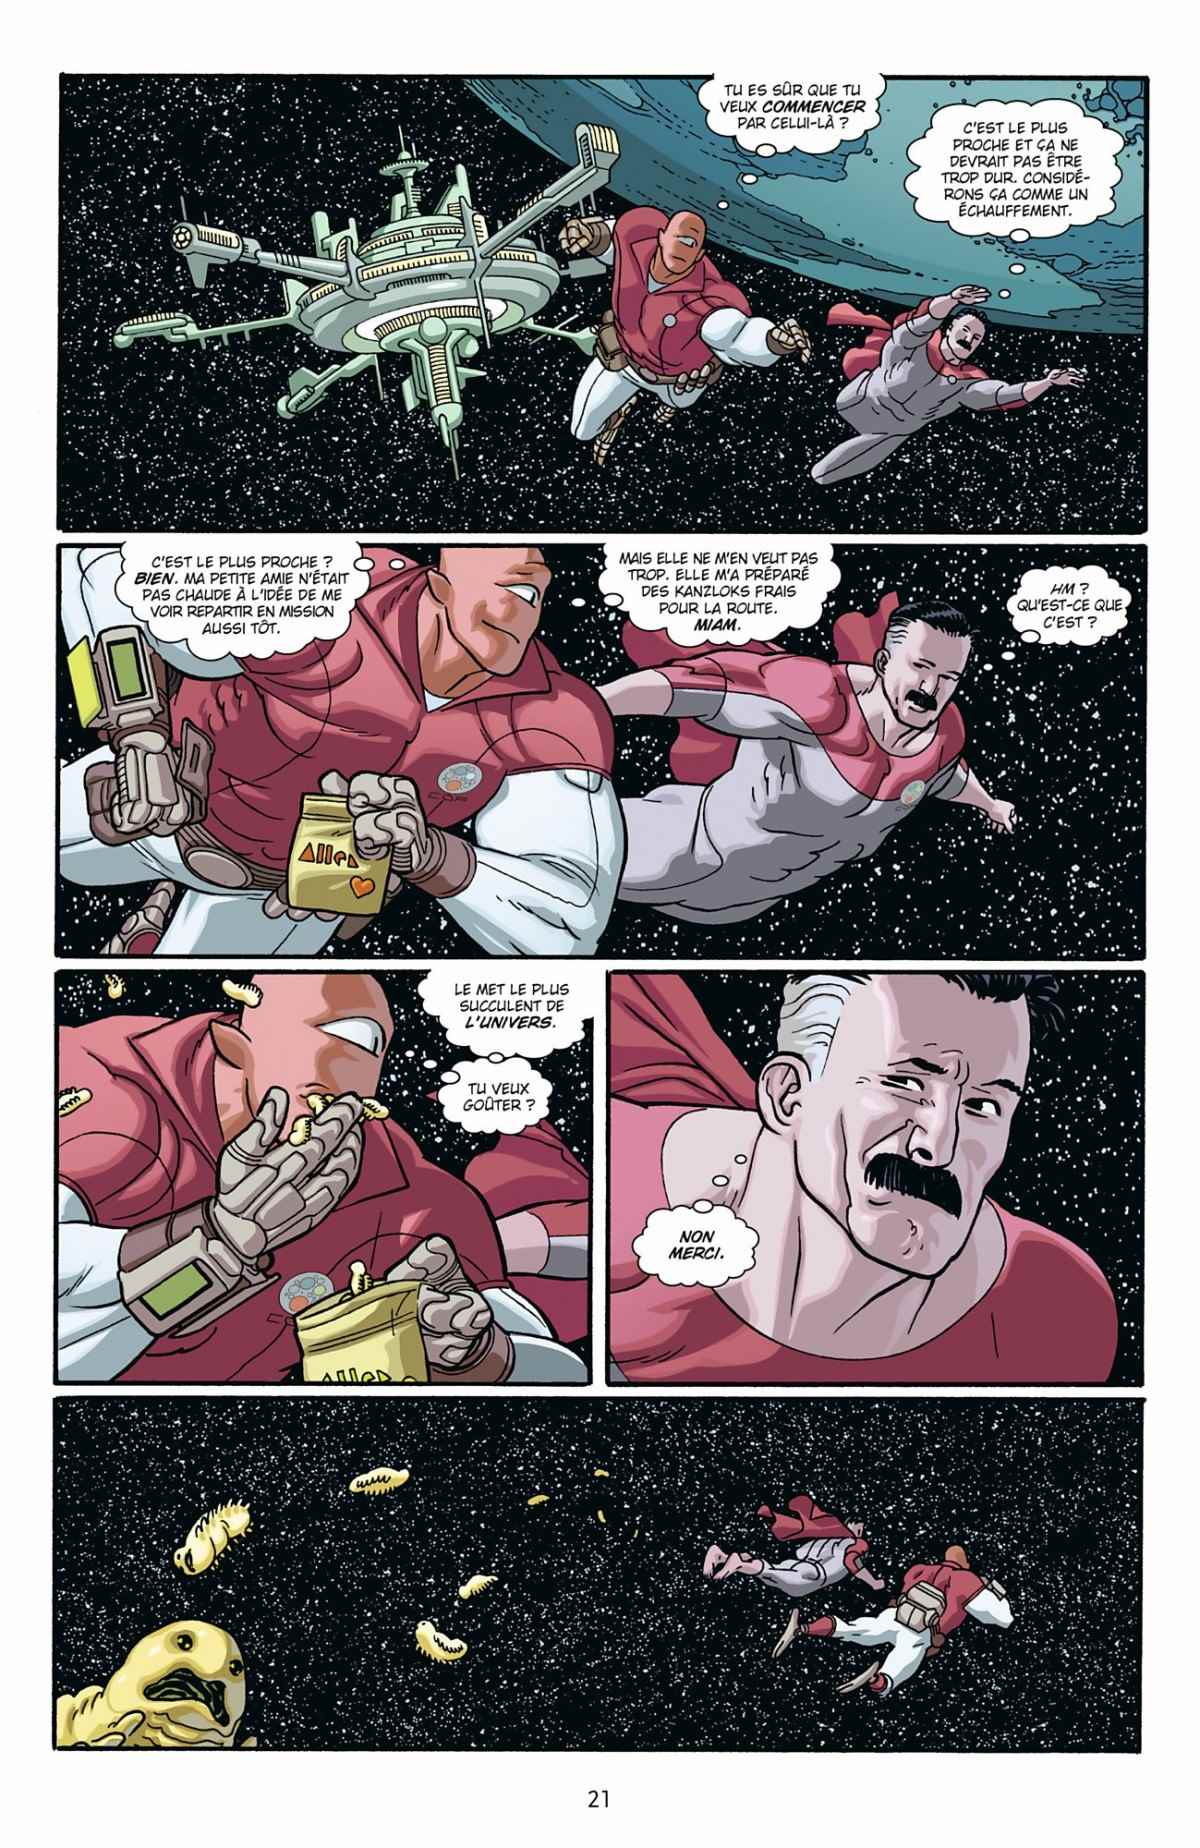 TU ES SÛR QUE TU
VEUX COMMENCER
PAR CELUI-LÀ ?
C'EST LE PLUS
PROCHE ET ÇA NE
DEVRAIT PAS ÊTRE
TROP DUR. CONSIDÉ-
RONS ÇA COMME UN
ÉCHAUFFEMENT.
C'EST LE PLUS PROCHE ?
BIEN. MA PETITE AMIE N'ÉTAIT
PAS CHAUDE À L'IDÉE DE ME
VOIR REPARTIR EN MISSION
AUSSI TÔT.
MAIS ELLE NE M'EN VEUT PAS
TROP. ELLE M'A PRÉPARÉ
DES KANZLOKS FRAIS
POUR LA ROUTE.
MIAM.
HM ?
QU'EST-CE QUE
C'EST ?
Allen
LE MET LE PLUS
SUCCULENT DE
L'UNIVERS.
TU VEUX
GOÛTER ?
Allen
NON
MERCI.
21